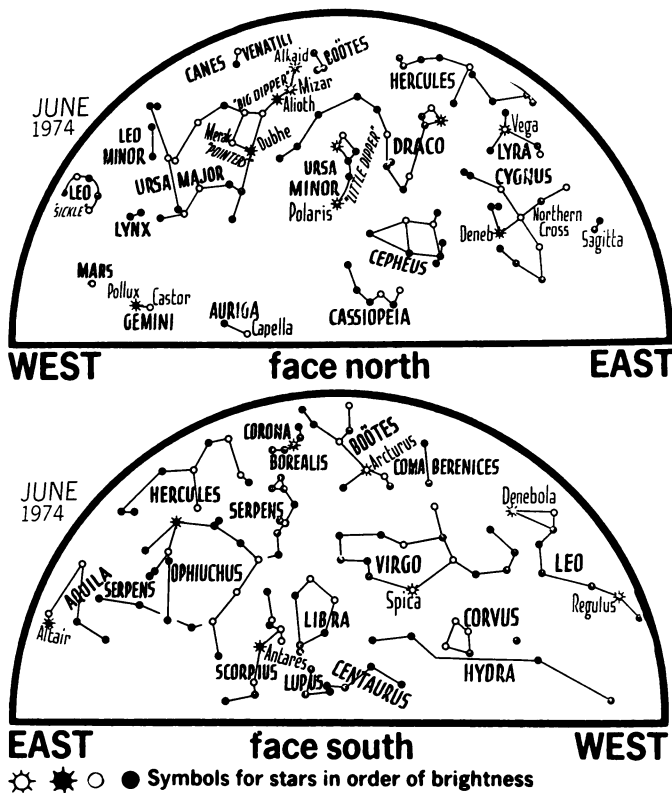 CANES VENATILI
Alkaid
BOÖTES
HERCULES
JUNE
1974
"BIG DIPPER"
Mizar
Alioth
LEO
MINOR
Merak
"POINTED"
Dubhe
DRACO
Vega
LYRA
URSA MAJOR
URSA
MINOR
"LITTLE DIPPER"
CYGNUS
LEO
"SICKLE"
Polaris
Northern
Cross
LYNX
Deneb
Sagitta
CEPHEUS
MARS
Pollux
Castor
GEMINI
AURIGA
Capella
CASSIOPEIA
WEST face north EAST
CORONA
BOREALIS
BOÖTES
Arcturus
COMA BERENICES
JUNE
1974
HERCULES
SERPENS
Denebola
OPHIUCHUS
VIRGO
LEO
AQUILA
SERPENS
Spica
Regulus
Altair
LIBRA
CORVUS
Antares
SCORPIUS
LUPUS
CENTAURUS
HYDRA
EAST face south WEST
Symbols for stars in order of brightness